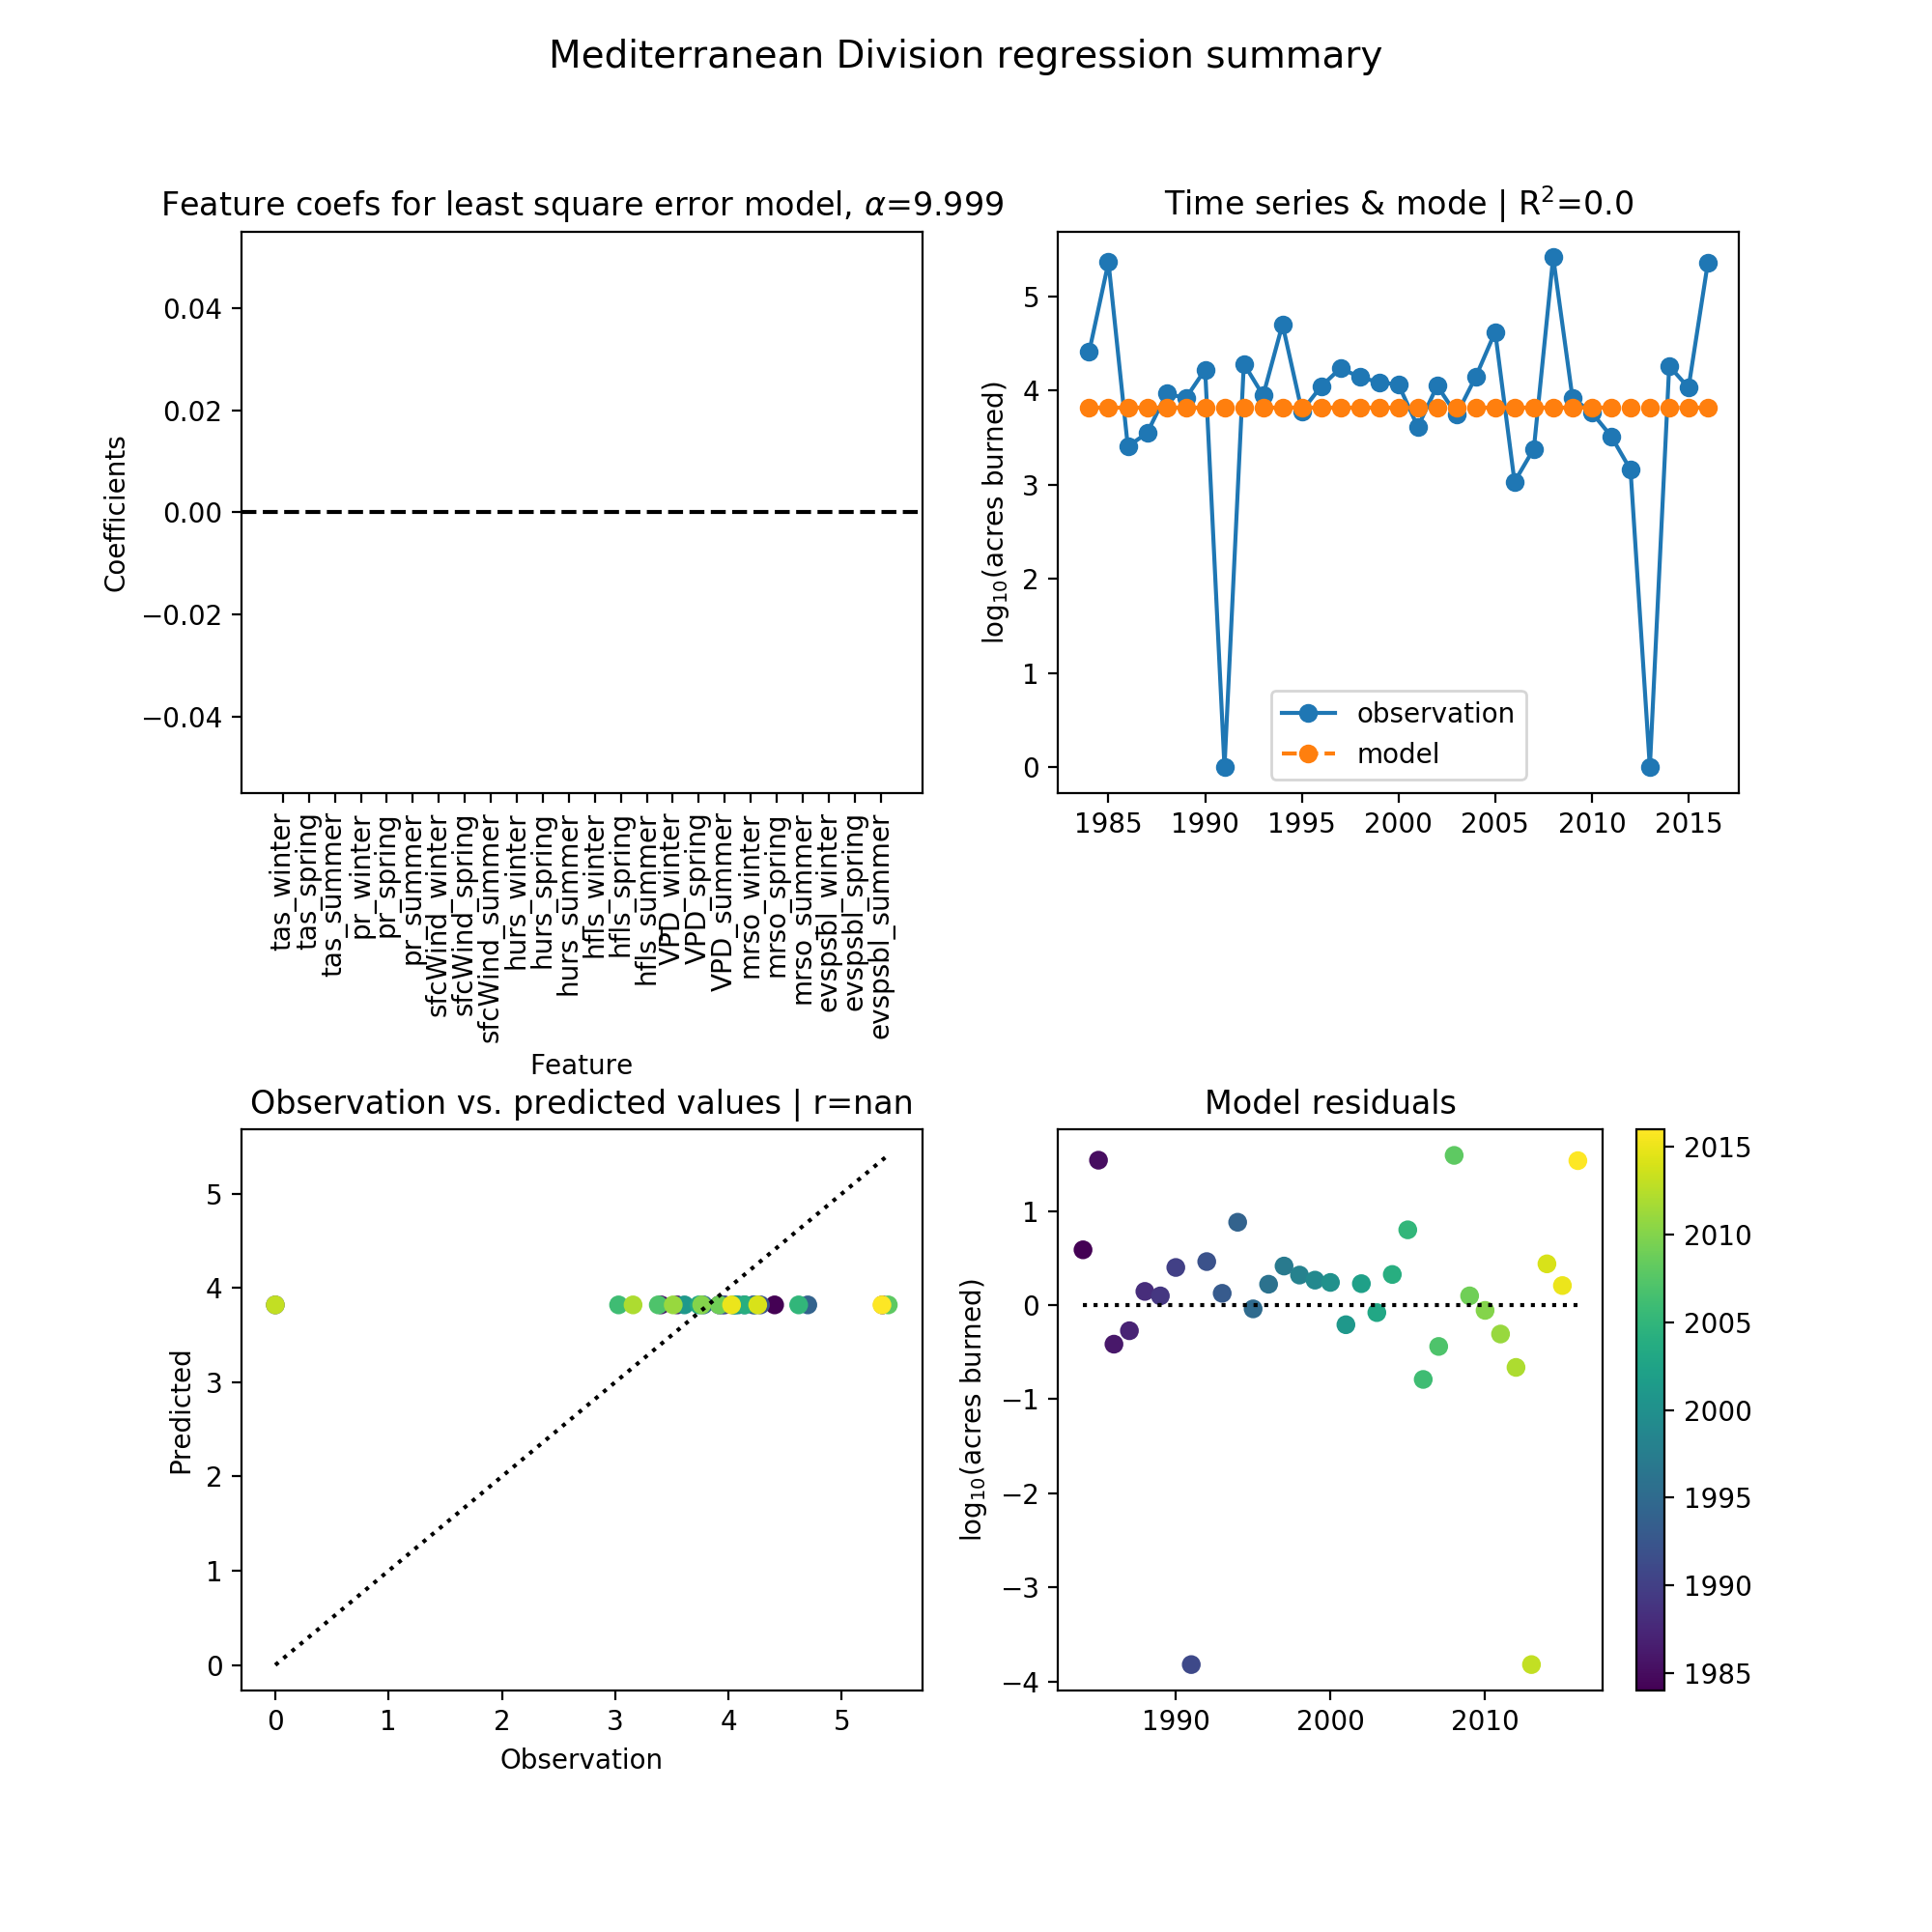 Mediterranean Division regression summary
Feature coefs for least square error model, α=9.999
Coefficients
0.04
0.02
0.00
−0.02
−0.04
tas_winter
tas_spring
tas_summer
pr_winter
pr_spring
pr_summer
sfcWind_winter
sfcWind_spring
sfcWind_summer
hurs_winter
hurs_spring
hurs_summer
hfls_winter
hfls_spring
hfls_summer
VPD_winter
VPD_spring
VPD_summer
mrso_winter
mrso_spring
mrso_summer
evspsbl_winter
evspsbl_spring
evspsbl_summer
Feature
Time series & mode | R²=0.0
log₁₀(acres burned)
5
4
3
2
1
0
observation
model
1985 1990 1995 2000 2005 2010 2015
Observation vs. predicted values | r=nan
Predicted
5
4
3
2
1
0
0 1 2 3 4 5
Observation
Model residuals
log₁₀(acres burned)
1
0
−1
−2
−3
−4
1990 2000 2010
2015
2010
2005
2000
1995
1990
1985